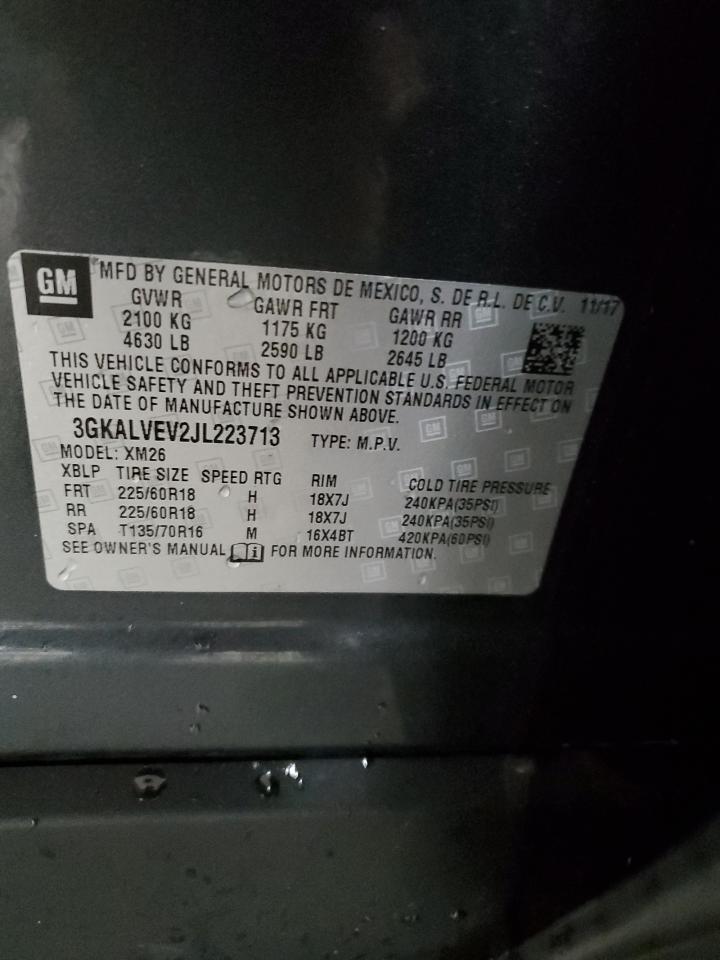 GM
MFD BY GENERAL MOTORS DE MEXICO, S. DE R.L. DE C.V. 11/17
GVWR GAWR FRT GAWR RR
2100 KG 1175 KG 1200 KG
4630 LB 2590 LB 2645 LB
THIS VEHICLE CONFORMS TO ALL APPLICABLE U.S. FEDERAL MOTOR
VEHICLE SAFETY AND THEFT PREVENTION STANDARDS IN EFFECT ON
THE DATE OF MANUFACTURE SHOWN ABOVE.
3GKALVEV2JL223713 TYPE: M.P.V.
MODEL: XM26
XBLP TIRE SIZE SPEED RTG RIM COLD TIRE PRESSURE
FRT 225/60R18 H 18X7J 240KPA(35PSI)
RR 225/60R18 H 18X7J 240KPA(35PSI)
SPA T135/70R16 M 16X4BT 420KPA(60PSI)
SEE OWNER'S MANUAL FOR MORE INFORMATION.